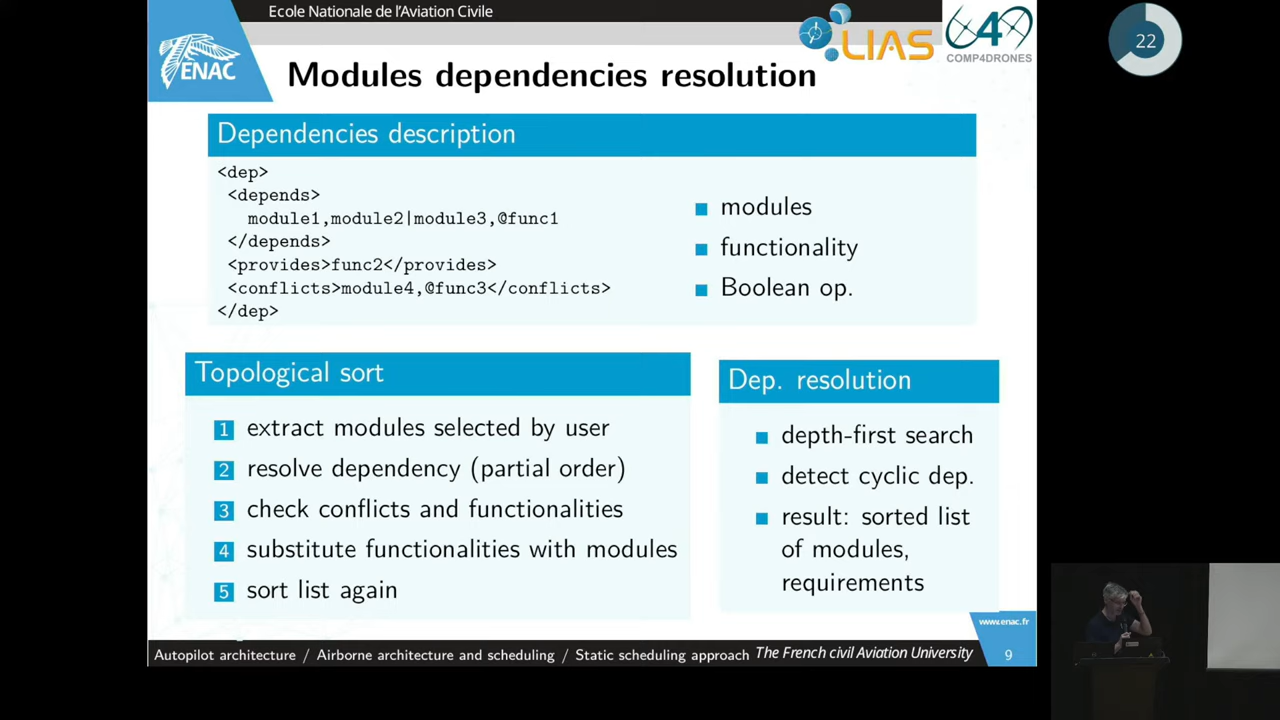 Ecole Nationale de l'Aviation Civile
ENAC
LIAS
C4D
COMP4DRONES
22
Modules dependencies resolution
Dependencies description
<dep>
<depends>
module1,module2|module3,@func1
</depends>
<provides>func2</provides>
<conflicts>module4,@func3</conflicts>
</dep>
modules
functionality
Boolean op.
Topological sort
1 extract modules selected by user
2 resolve dependency (partial order)
3 check conflicts and functionalities
4 substitute functionalities with modules
5 sort list again
Dep. resolution
depth-first search
detect cyclic dep.
result: sorted list
of modules,
requirements
www.enac.fr
Autopilot architecture / Airborne architecture and scheduling / Static scheduling approach The French civil Aviation University 9